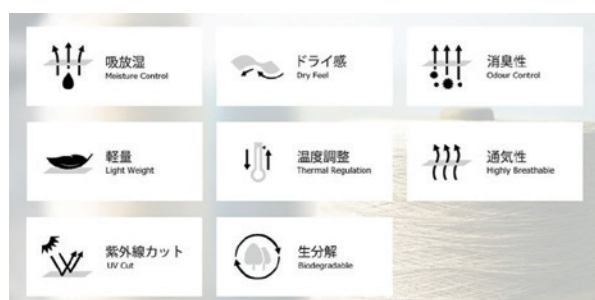 吸放湿
Moisture Control
ドライ感
Dry Feel
消臭性
Odour Control
軽量
Light Weight
温度調整
Thermal Regulation
通気性
Highly Breathable
紫外線カット
UV Cut
生分解
Biodegradable